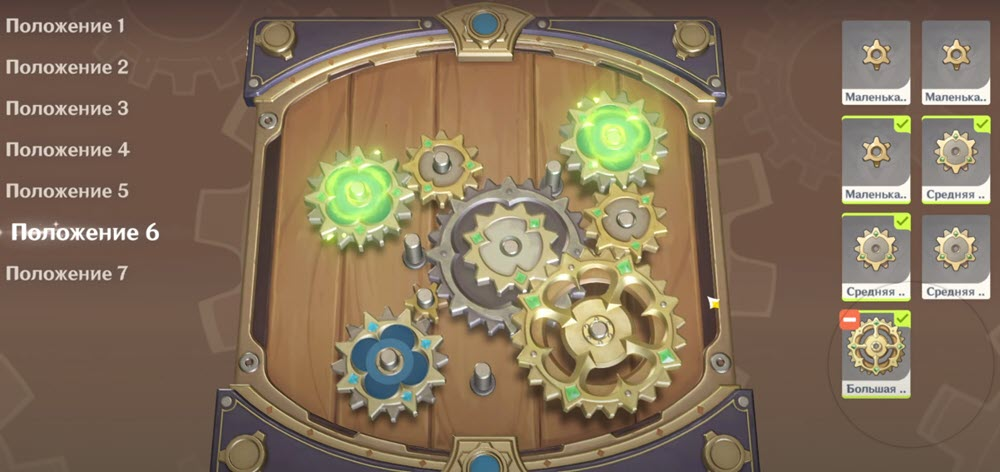 Положение 1
Положение 2
Положение 3
Положение 4
Положение 5
Положение 6
Положение 7
Маленька.. Маленька..
Маленька.. Средняя ..
Средняя .. Средняя ..
Большая ..